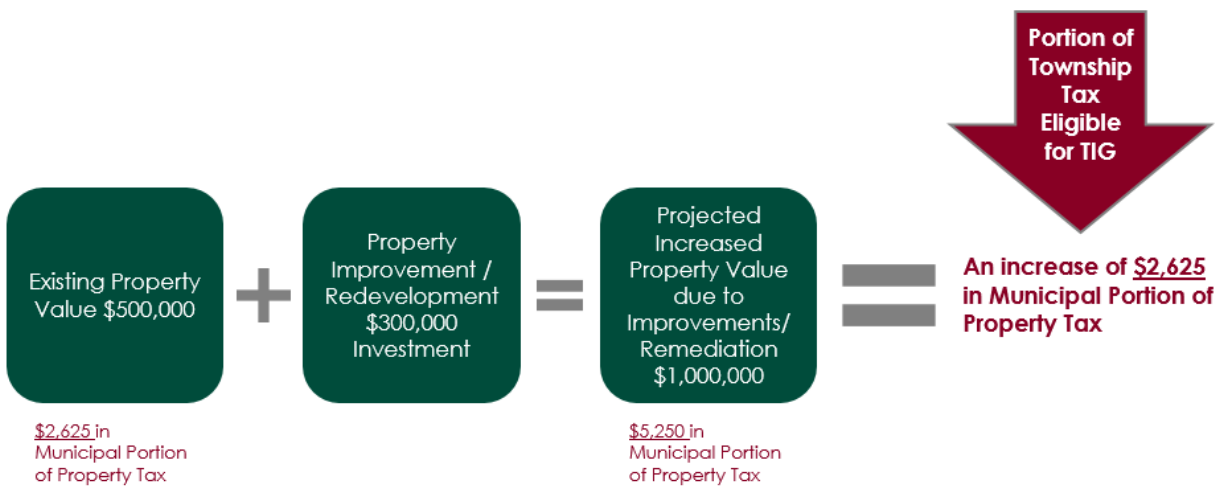 Portion of
Township
Tax
Eligible
for TIG
Existing Property
Value $500,000
+
Property
Improvement /
Redevelopment
$300,000
Investment
=
Projected
Increased
Property Value
due to
Improvements/
Remediation
$1,000,000
=
An increase of $2,625
in Municipal Portion of
Property Tax
$2,625 in
Municipal Portion
of Property Tax
$5,250 in
Municipal Portion
of Property Tax